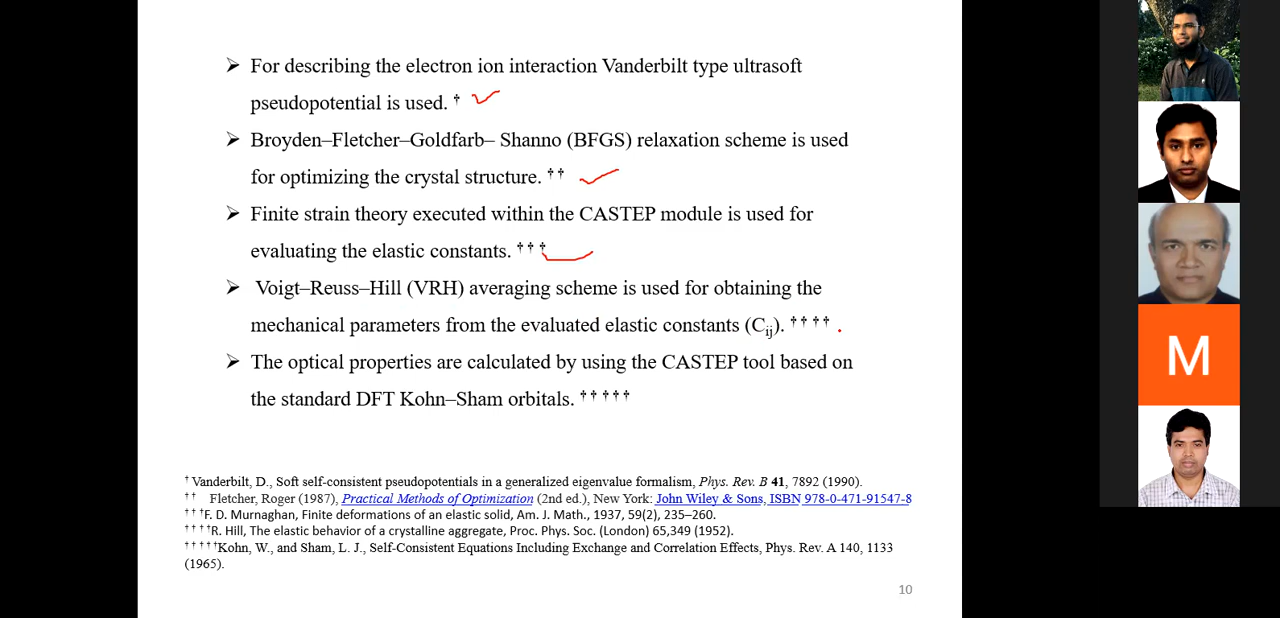 ➢ For describing the electron ion interaction Vanderbilt type ultrasoft
pseudopotential is used. †
➢ Broyden–Fletcher–Goldfarb– Shanno (BFGS) relaxation scheme is used
for optimizing the crystal structure. ††
➢ Finite strain theory executed within the CASTEP module is used for
evaluating the elastic constants. †††
➢ Voigt–Reuss–Hill (VRH) averaging scheme is used for obtaining the
mechanical parameters from the evaluated elastic constants (Cij). ††††
➢ The optical properties are calculated by using the CASTEP tool based on
the standard DFT Kohn–Sham orbitals. †††††
† Vanderbilt, D., Soft self-consistent pseudopotentials in a generalized eigenvalue formalism, Phys. Rev. B 41, 7892 (1990).
†† Fletcher, Roger (1987), Practical Methods of Optimization (2nd ed.), New York: John Wiley & Sons, ISBN 978-0-471-91547-8
†††F. D. Murnaghan, Finite deformations of an elastic solid, Am. J. Math., 1937, 59(2), 235–260.
††††R. Hill, The elastic behavior of a crystalline aggregate, Proc. Phys. Soc. (London) 65,349 (1952).
†††††Kohn, W., and Sham, L. J., Self-Consistent Equations Including Exchange and Correlation Effects, Phys. Rev. A 140, 1133
(1965).
10
M